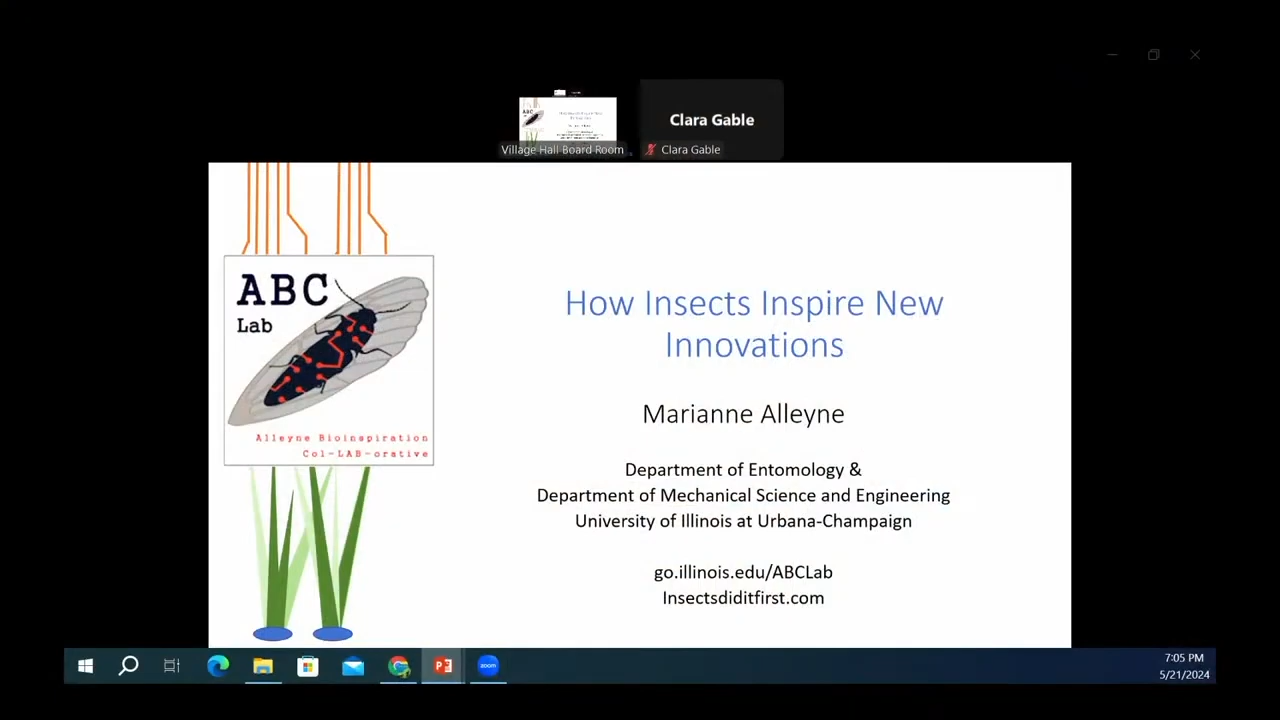 Clara Gable
Village Hall Board Room
Clara Gable
ABC
Lab
Alleyne Bioinspiration
Col-LAB-orative
How Insects Inspire New
Innovations
Marianne Alleyne
Department of Entomology &
Department of Mechanical Science and Engineering
University of Illinois at Urbana-Champaign
go.illinois.edu/ABCLab
Insectsdiditfirst.com
zoom
7:05 PM
5/21/2024